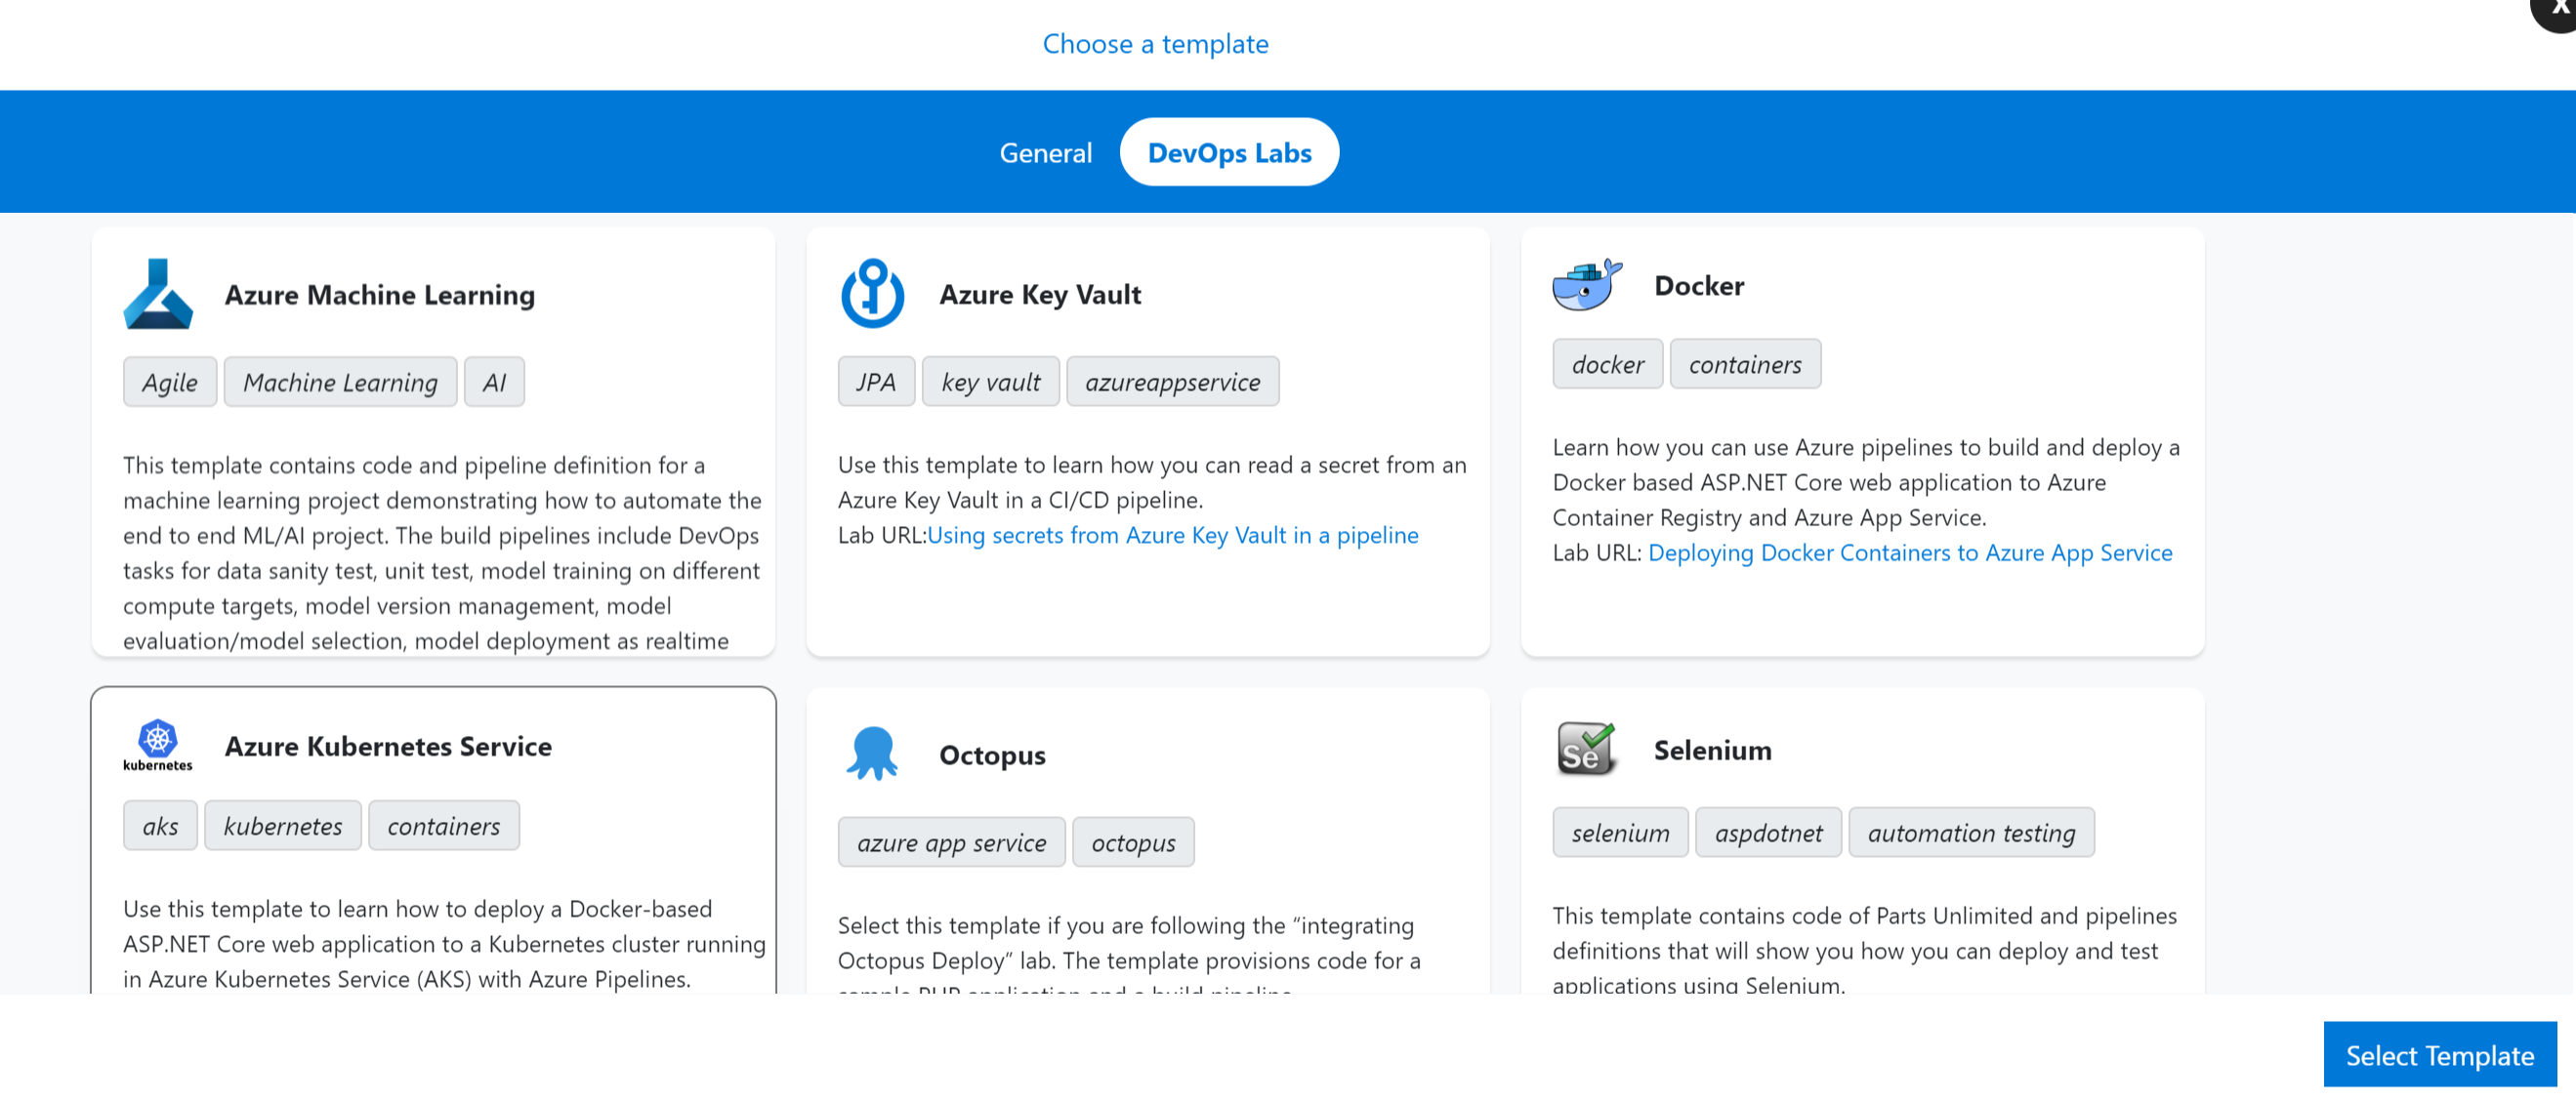 X
Choose a template
General
DevOps Labs
Azure Machine Learning
Agile
Machine Learning
AI
This template contains code and pipeline definition for a
machine learning project demonstrating how to automate the
end to end ML/AI project. The build pipelines include DevOps
tasks for data sanity test, unit test, model training on different
compute targets, model version management, model
evaluation/model selection, model deployment as realtime
Azure Key Vault
JPA
key vault
azureappservice
Use this template to learn how you can read a secret from an
Azure Key Vault in a CI/CD pipeline.
Lab URL:Using secrets from Azure Key Vault in a pipeline
Docker
docker
containers
Learn how you can use Azure pipelines to build and deploy a
Docker based ASP.NET Core web application to Azure
Container Registry and Azure App Service.
Lab URL: Deploying Docker Containers to Azure App Service
kubernetes
Azure Kubernetes Service
aks
kubernetes
containers
Use this template to learn how to deploy a Docker-based
ASP.NET Core web application to a Kubernetes cluster running
in Azure Kubernetes Service (AKS) with Azure Pipelines.
Octopus
azure app service
octopus
Select this template if you are following the “integrating
Octopus Deploy” lab. The template provisions code for a
sample PHP application and a build pipeline
Se
Selenium
selenium
aspdotnet
automation testing
This template contains code of Parts Unlimited and pipelines
definitions that will show you how you can deploy and test
applications using Selenium.
Select Template